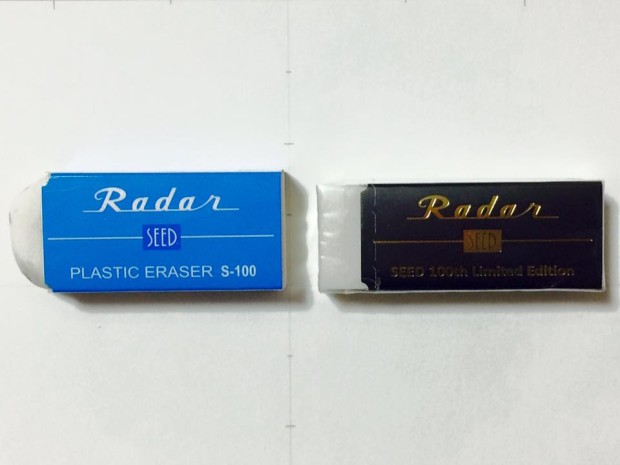 Radar
SEED
PLASTIC ERASER S-100
Radar
SEED
SEED 100th Limited Edition